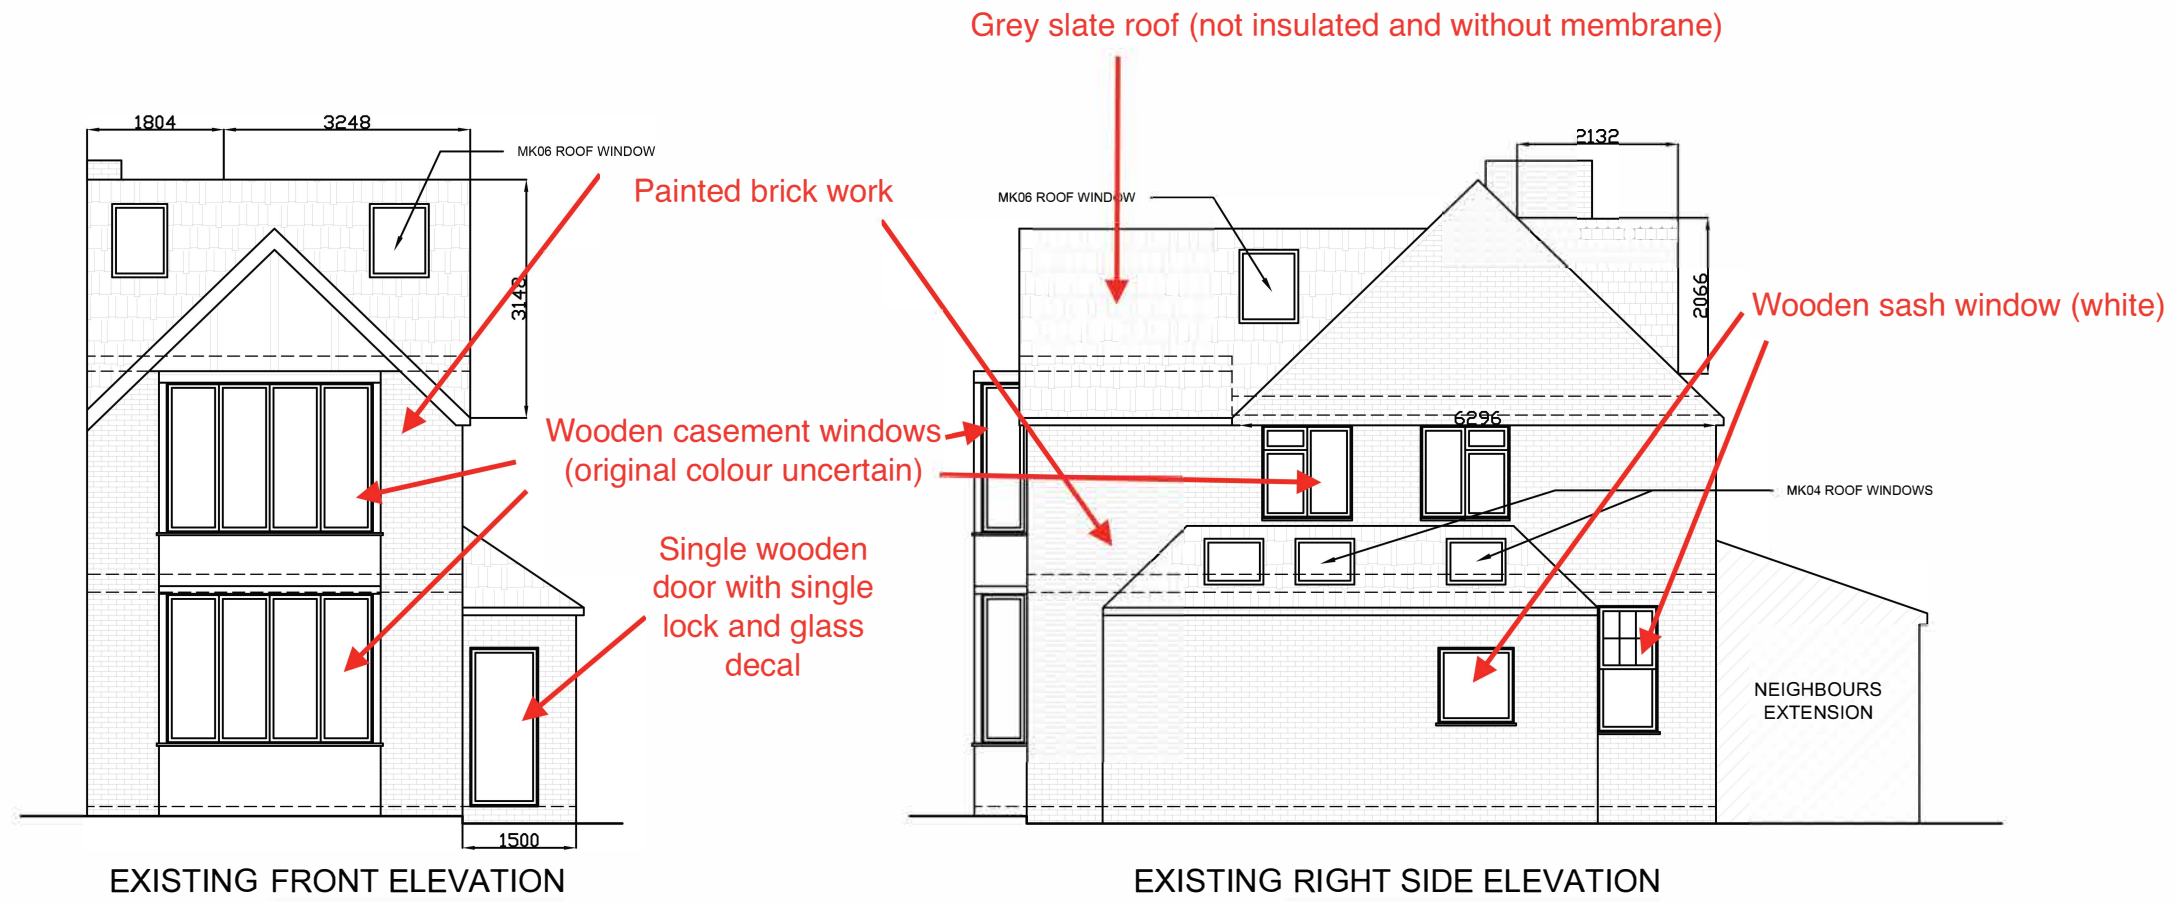 Grey slate roof (not insulated and without membrane)
1804
3248
2132
MK06 ROOF WINDOW
Painted brick work
MK06 ROOF WINDOW
3148
2066
Wooden sash window (white)
6296
Wooden casement windows
(original colour uncertain)
MK04 ROOF WINDOWS
Single wooden
door with single
lock and glass
decal
NEIGHBOURS
EXTENSION
1500
EXISTING FRONT ELEVATION
EXISTING RIGHT SIDE ELEVATION